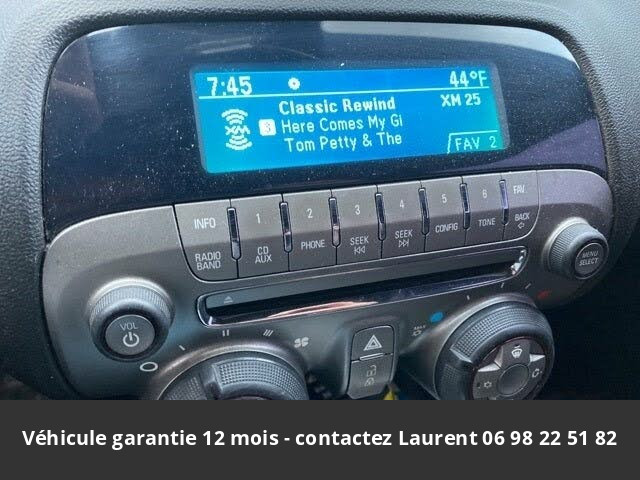 7:45
44°F
Classic Rewind
XM 25
XM
3 Here Comes My Gi
Tom Petty & The
FAV 2
INFO
1
2
3
4
5
6
FAV
RADIO
BAND
CD
AUX
PHONE
SEEK
SEEK
CONFIG
TONE
BACK
MENU
SELECT
VOL
Véhicule garantie 12 mois - contactez Laurent 06 98 22 51 82